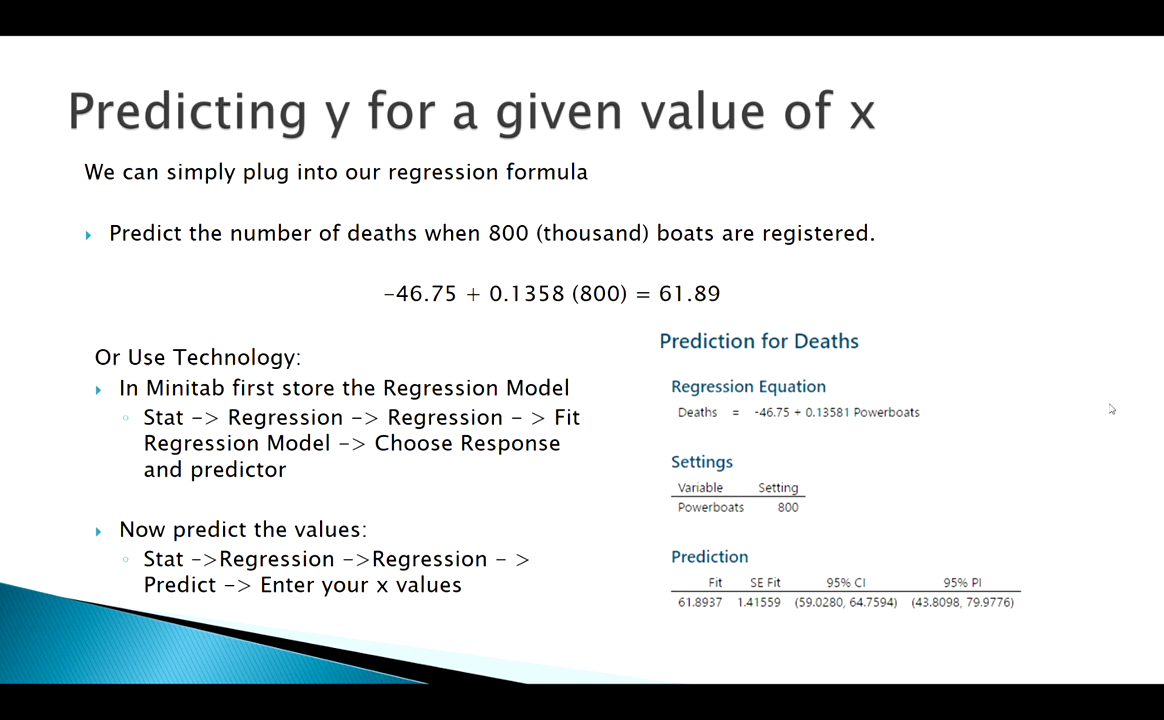 Predicting y for a given value of x
We can simply plug into our regression formula
Predict the number of deaths when 800 (thousand) boats are registered.
-46.75 + 0.1358 (800) = 61.89
Or Use Technology:
In Minitab first store the Regression Model
Stat -> Regression -> Regression - > Fit
Regression Model -> Choose Response
and predictor
Now predict the values:
Stat ->Regression ->Regression - >
Predict -> Enter your x values
Prediction for Deaths
Regression Equation
Deaths = -46.75 + 0.13581 Powerboats
Settings
Variable Setting
Powerboats 800
Prediction
Fit SE Fit 95% CI 95% PI
61.8937 1.41559 (59.0280, 64.7594) (43.8098, 79.9776)